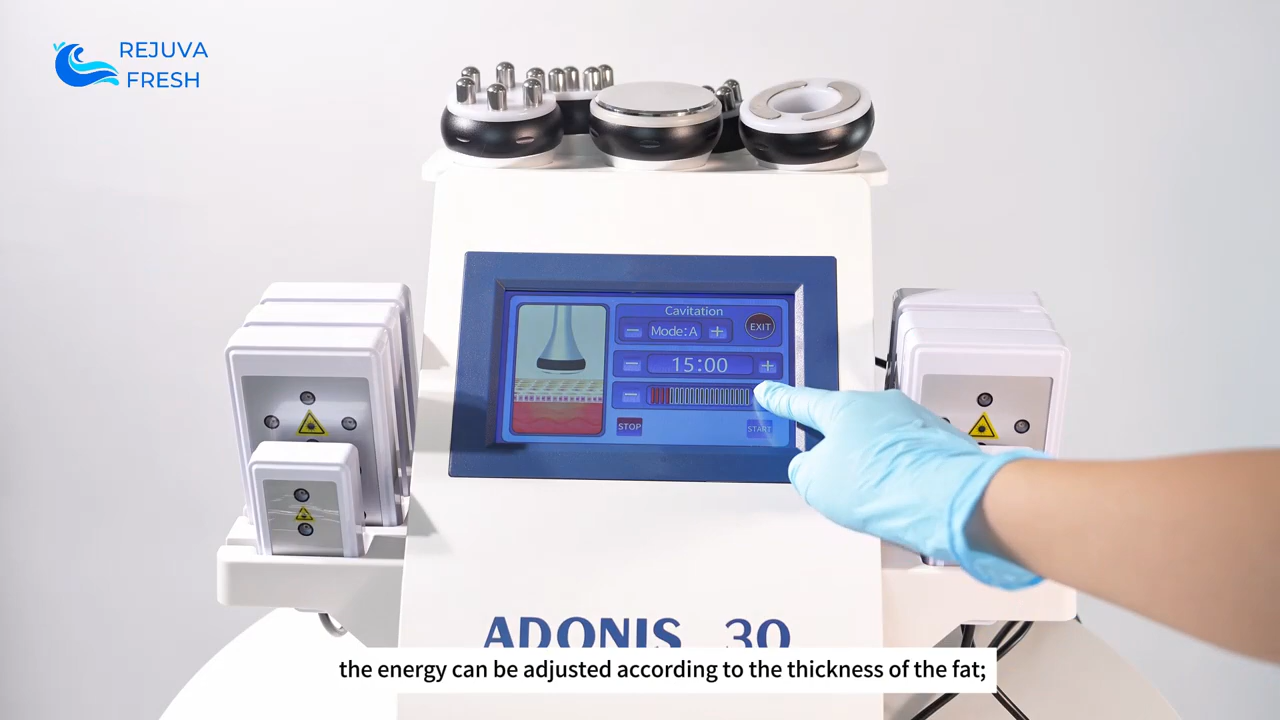 REJUVA
FRESH
Cavitation
Mode:A
EXIT
15:00
STOP
START
ADONIS 30
the energy can be adjusted according to the thickness of the fat;